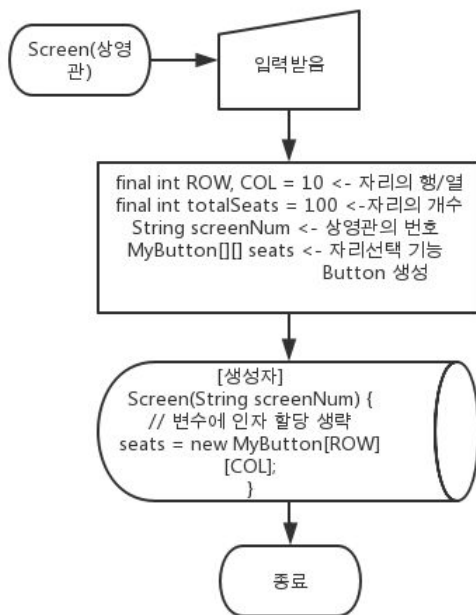 Screen(상영
관)
입력받음
final int ROW, COL = 10 <- 자리의 행/열
final int totalSeats = 100 <-자리의 개수
String screenNum <- 상영관의 번호
MyButton[][] seats <- 자리선택 기능
Button 생성
[생성자]
Screen(String screenNum) {
// 변수에 인자 할당 생략
seats = new MyButton[ROW]
[COL];
}
종료